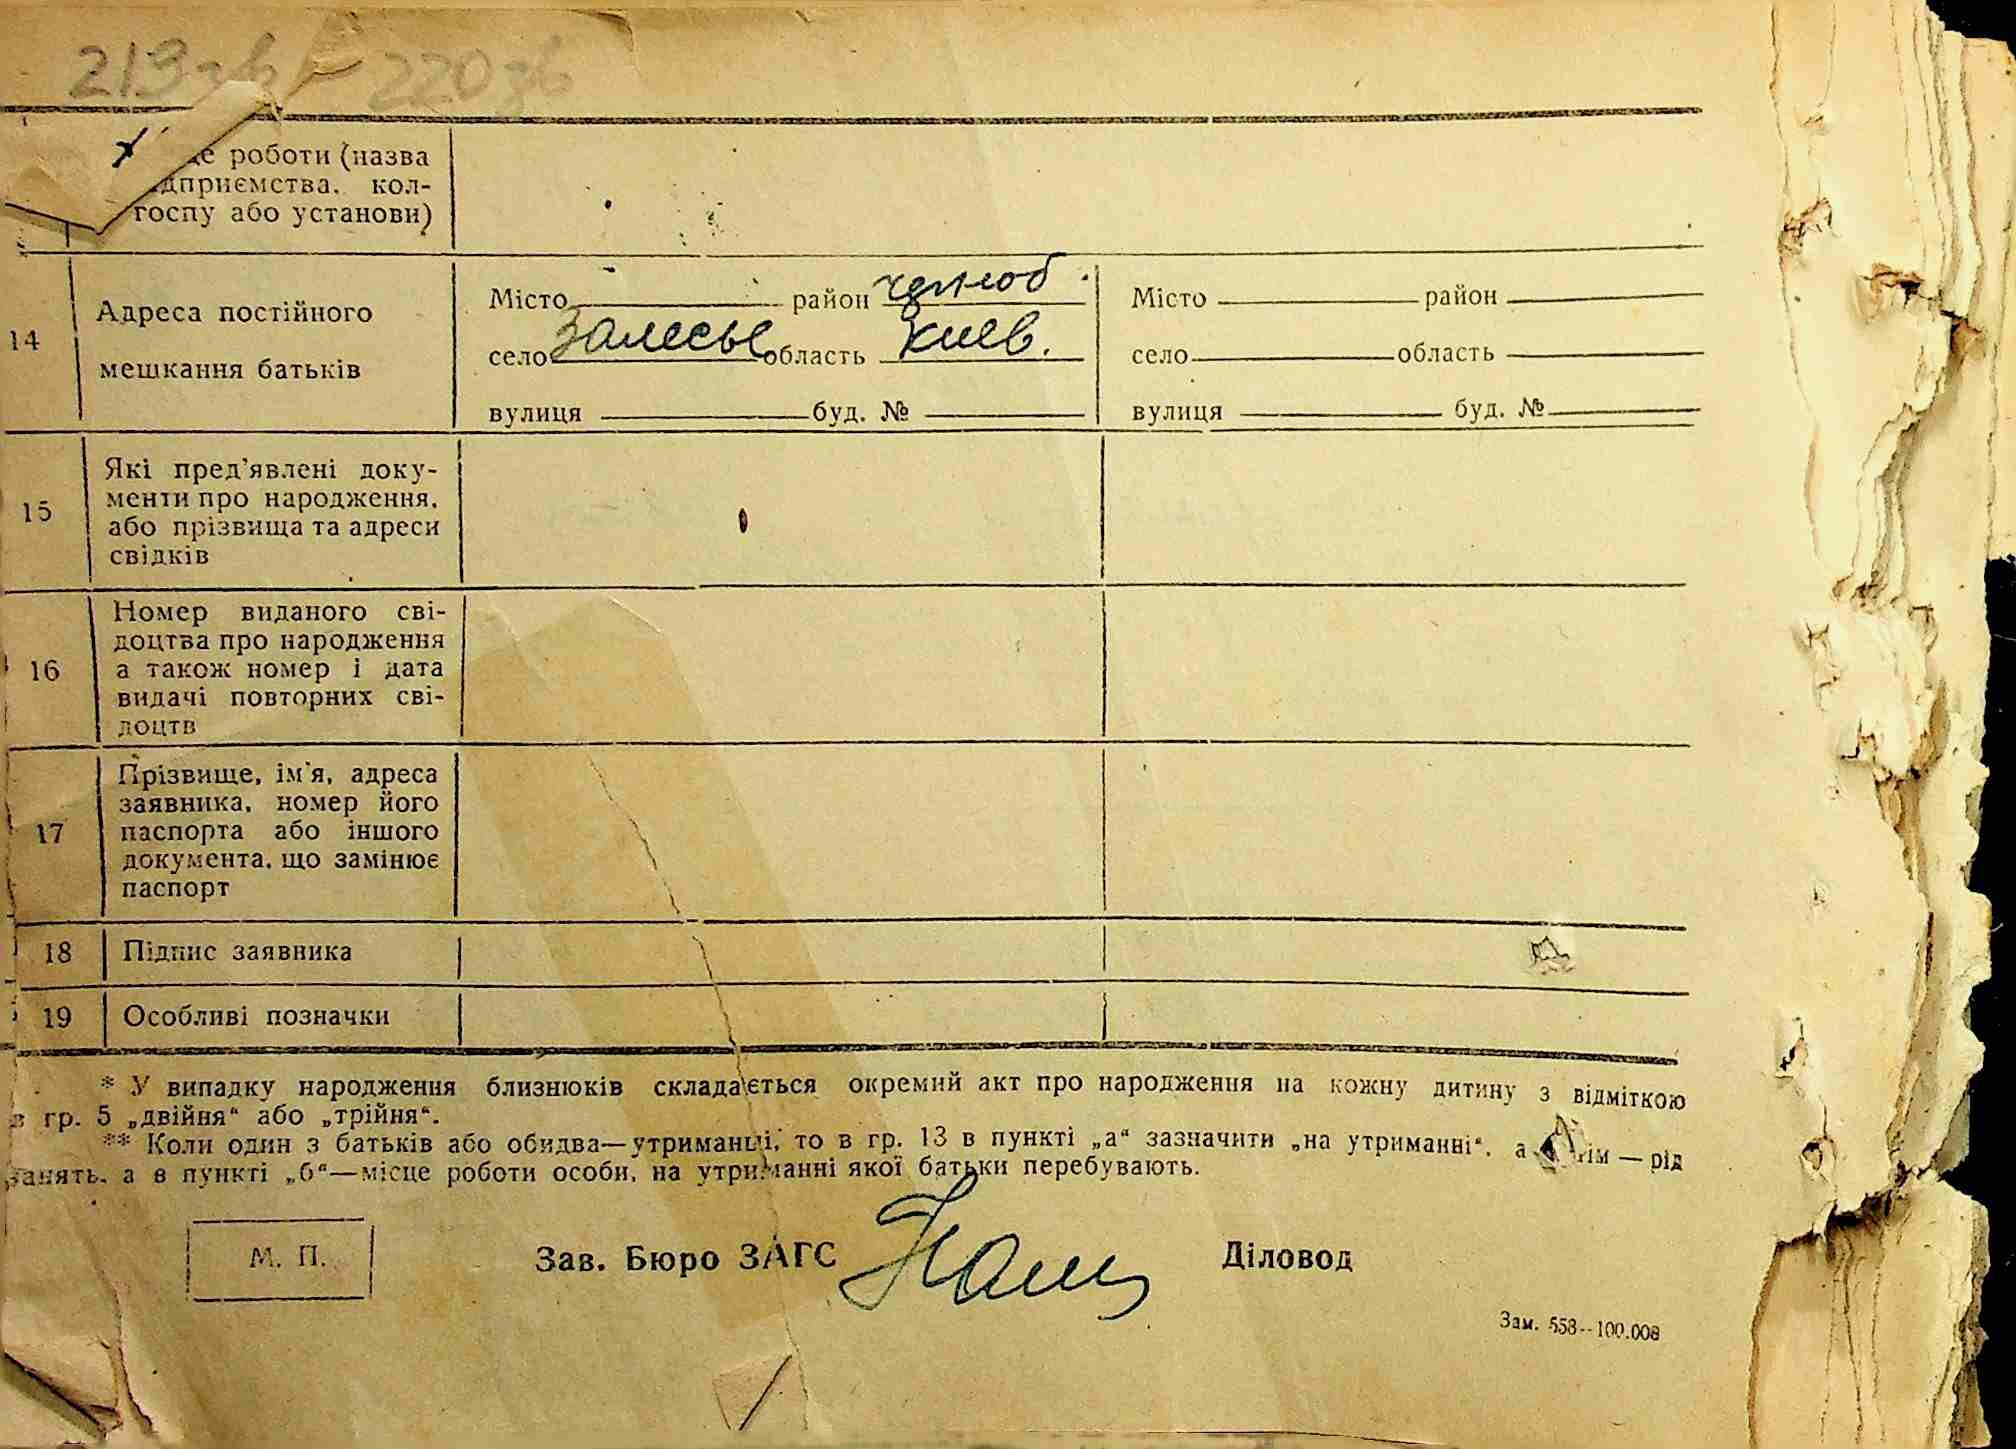 213 зв – 220 зв
це роботи (назва
дприємства, кол-
госпу або установи)
14
Адреса постійного
мешкання батьків
Місто район черноб.
село Залесье область Киев.
вулиця буд. №
Місто район
село область
вулиця буд. №
15
Які пред'явлені доку-
менти про народження,
або прізвища та адреси
свідків
16
Номер виданого сві-
доцтва про народження
а також номер і дата
видачі повторних сві-
доцтв
17
Прізвище, ім'я, адреса
заявника, номер його
паспорта або іншого
документа, що замінює
паспорт
18 Підпис заявника
19 Особливі позначки
* У випадку народження близнюків складається окремий акт про народження на кожну дитину з відміткою
в гр. 5 „двійня“ або „трійня“.
** Коли один з батьків або обидва—утриманці, то в гр. 13 в пункті „а“ зазначити „на утриманні“, а ім — рід
занять, а в пункті „б“—місце роботи особи, на утриманні якої батьки перебувають.
М. П. Зав. Бюро ЗАГС Діловод
Зам. 558--100.000